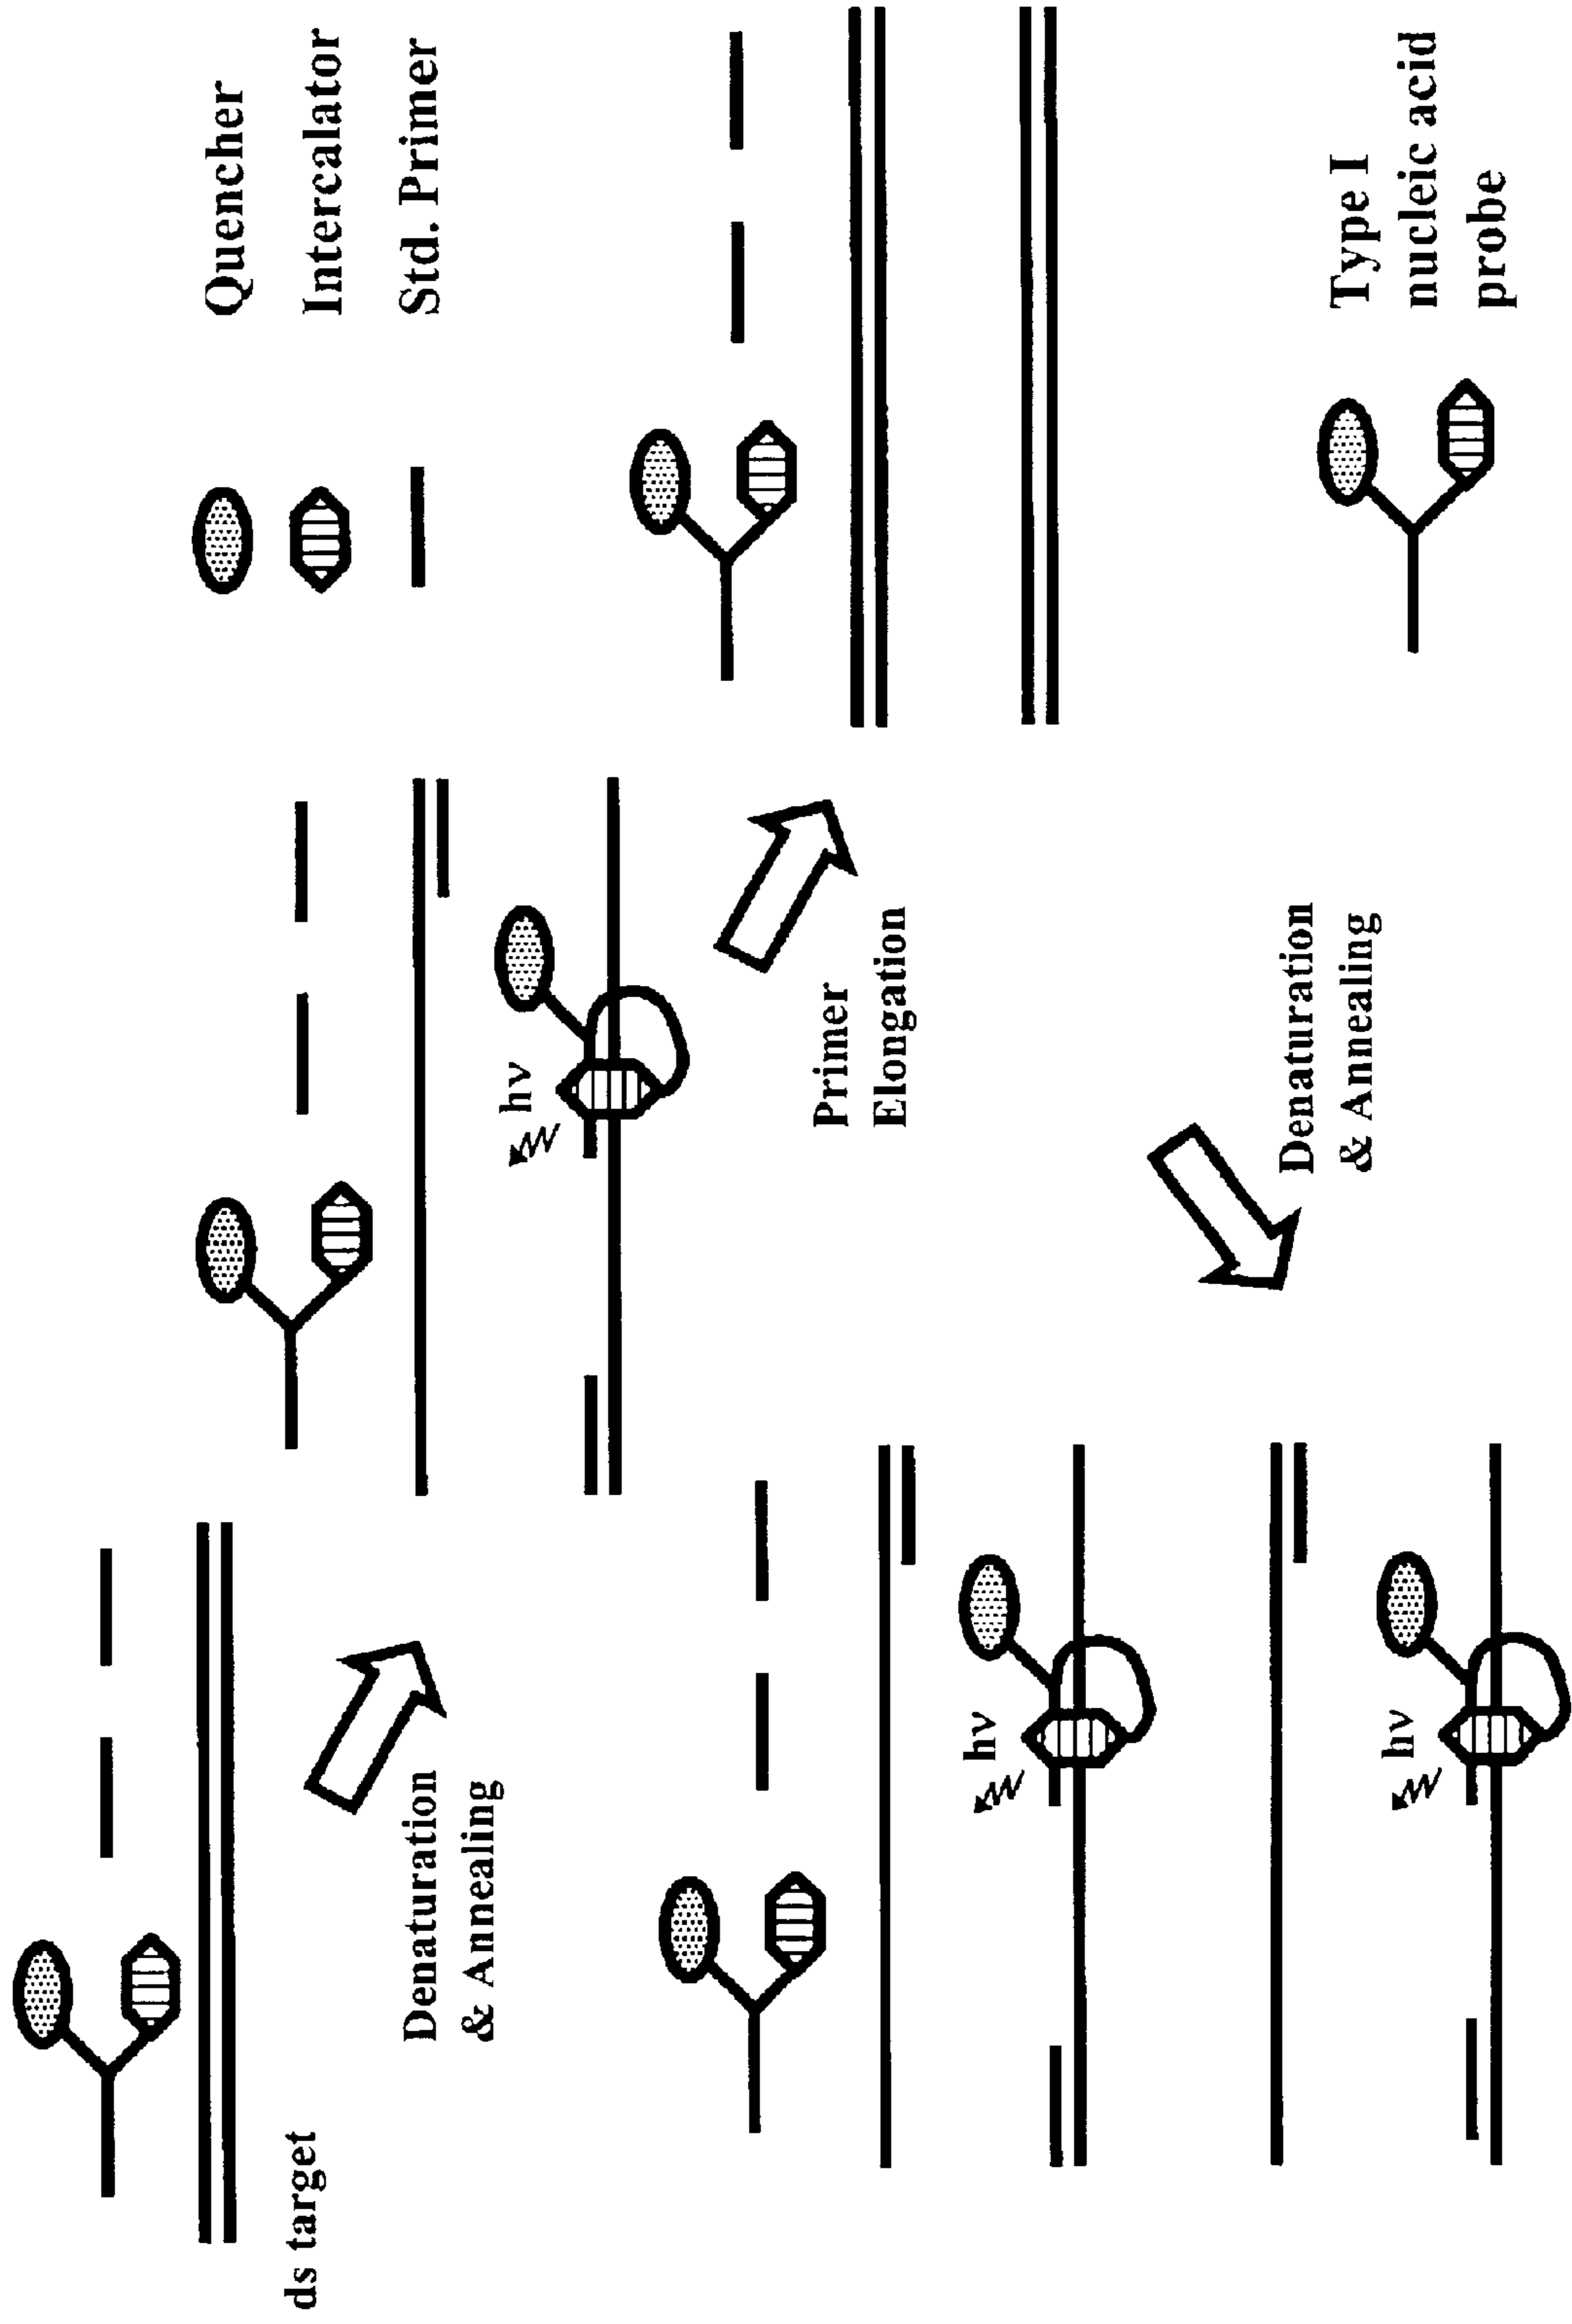 Quencher
Intercalator
Std. Primer
ds target
Denaturation
& Annealing
hν
Primer
Elongation
hν
hν
Denaturation
& Annealing
Type I
nucleic acid
probe